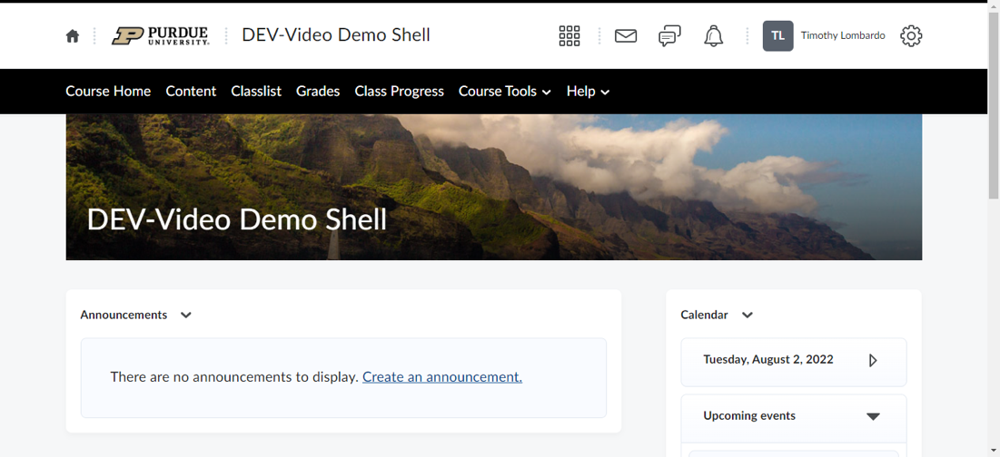 PURDUE
UNIVERSITY.
DEV-Video Demo Shell
TL
Timothy Lombardo
Course Home Content Classlist Grades Class Progress Course Tools Help
DEV-Video Demo Shell
Announcements
There are no announcements to display. Create an announcement.
Calendar
Tuesday, August 2, 2022
Upcoming events